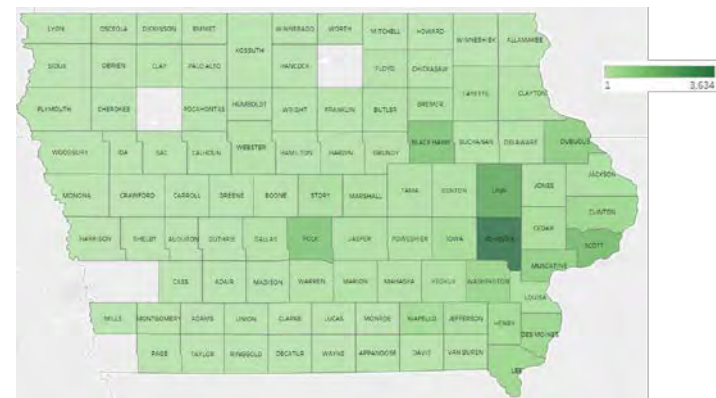 LYON OSCEOLA DICKINSON EMMET WINNEBAGO WORTH MITCHELL HOWARD WINNESHIEK ALLAMAKEE
KOSSUTH
SIOUX OBRIEN CLAY PALO ALTO HANCOCK FLOYD CHICKASAW
1 3,634
PLYMOUTH CHEROKEE POCAHONTAS HUMBOLDT WRIGHT FRANKLIN BUTLER BREMER FAYETTE CLAYTON
WOODBURY IDA SAC CALHOUN WEBSTER HAMILTON HARDIN GRUNDY BLACK HAWK BUCHANAN DELAWARE DUBUQUE
JACKSON
MONONA CRAWFORD CARROLL GREENE BOONE STORY MARSHALL TAMA BENTON LINN JONES
CLINTON
HARRISON SHELBY AUDUBON GUTHRIE DALLAS POLK JASPER POWESHIEK IOWA JOHNSON CEDAR SCOTT
MUSCATINE
CASS ADAIR MADISON WARREN MARION MAHASKA KEOKUK WASHINGTON
LOUISA
MILLS MONTGOMERY ADAMS UNION CLARKE LUCAS MONROE WAPELLO JEFFERSON HENRY
DES MOINES
PAGE TAYLOR RINGGOLD DECATUR WAYNE APPANOOSE DAVIS VAN BUREN
LEE